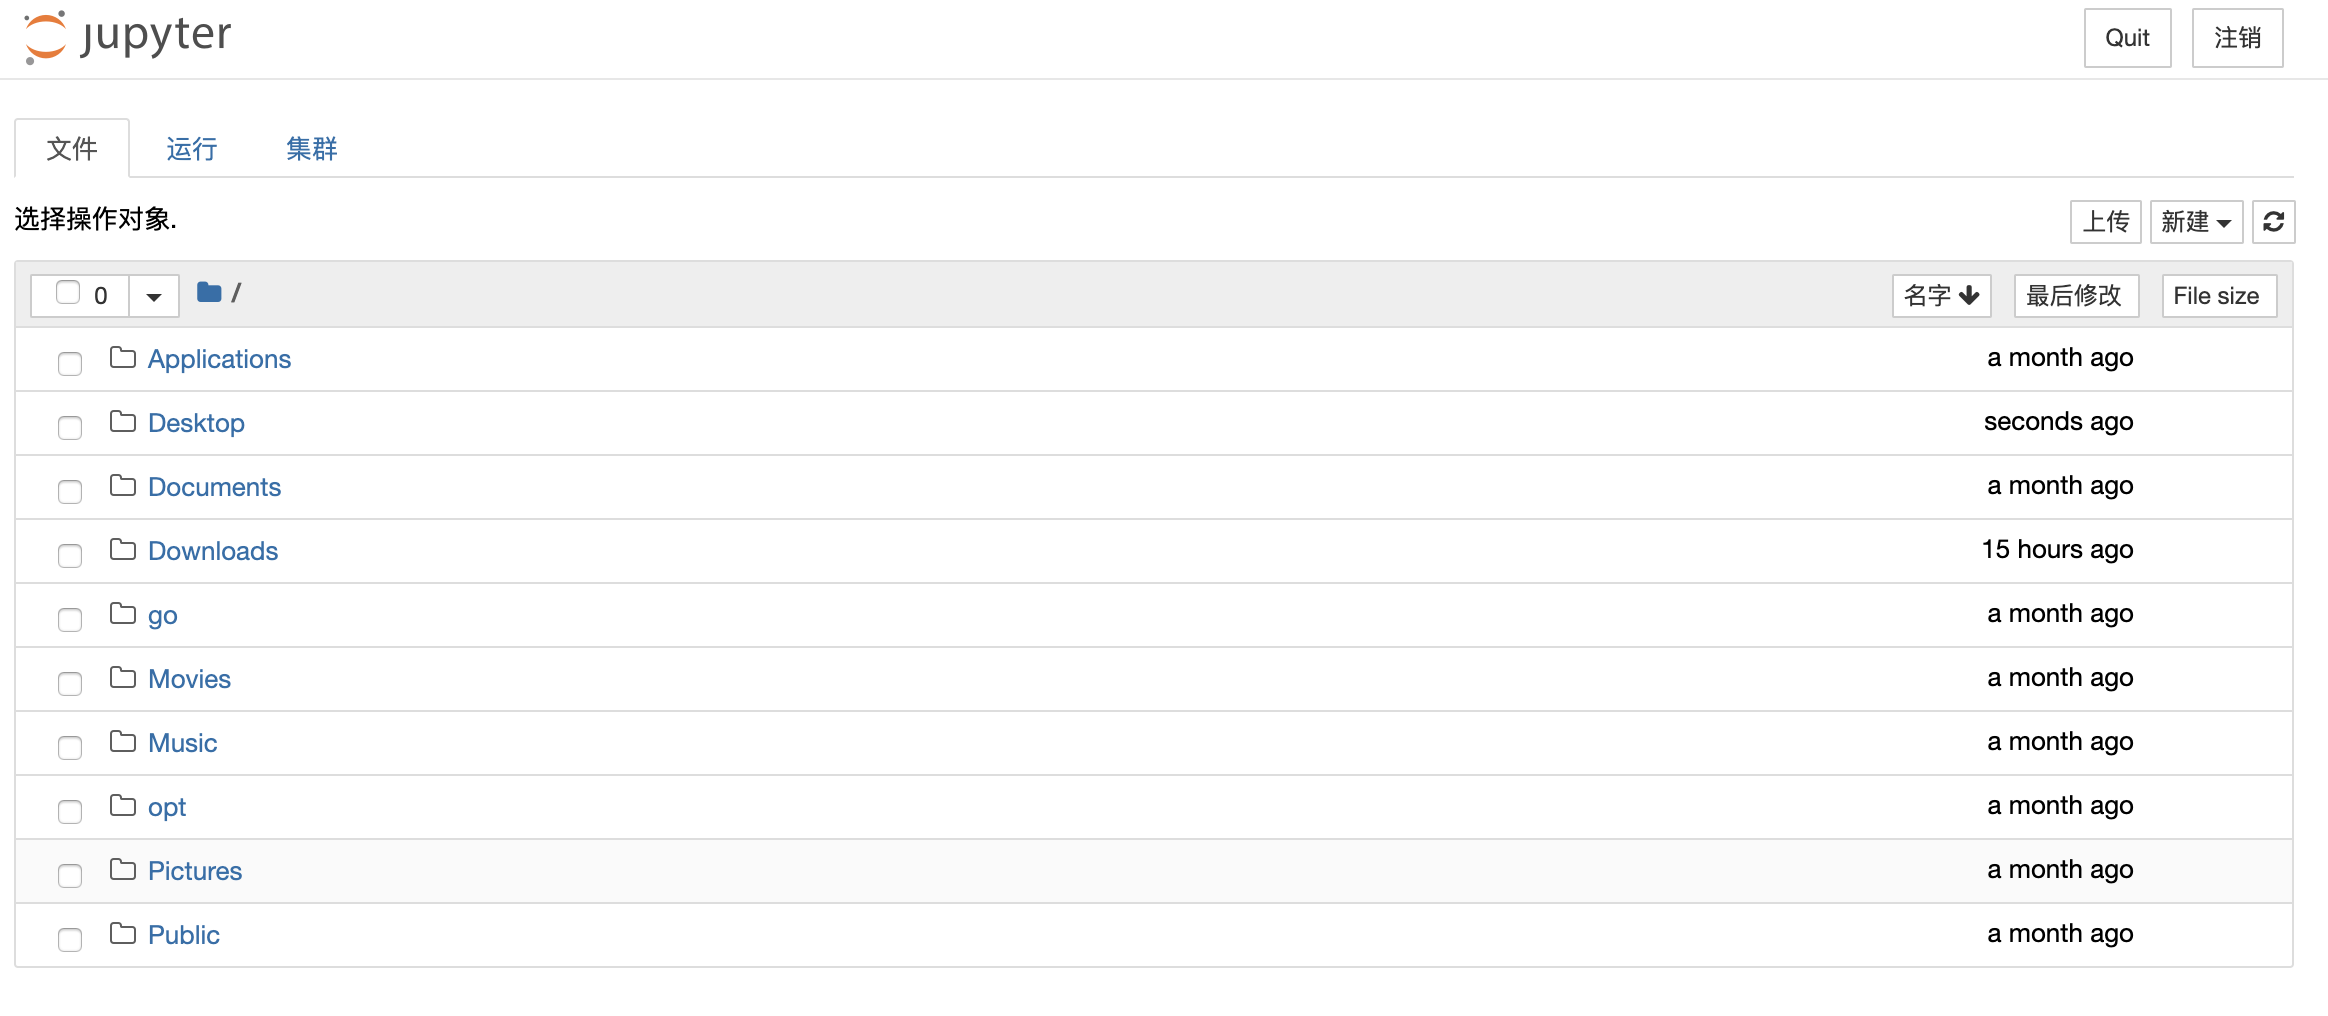 jupyter Quit 注销
文件 运行 集群
选择操作对象. 上传 新建
0 / 名字 最后修改 File size
Applications a month ago
Desktop seconds ago
Documents a month ago
Downloads 15 hours ago
go a month ago
Movies a month ago
Music a month ago
opt a month ago
Pictures a month ago
Public a month ago